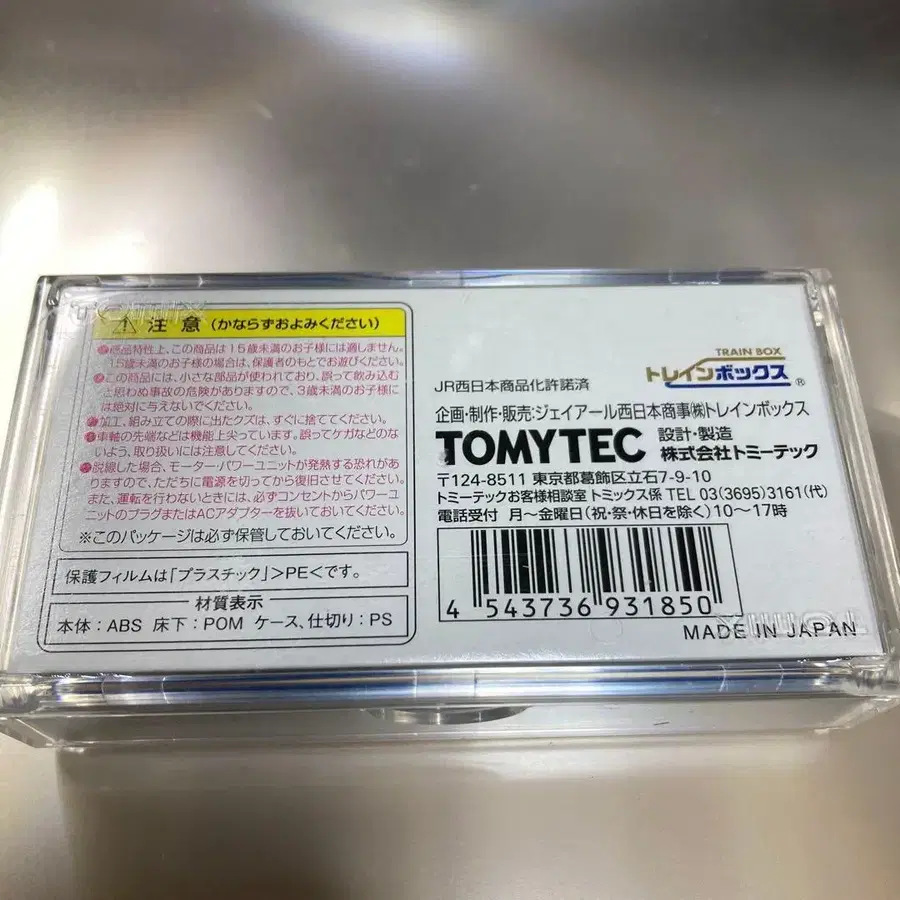 TOMIX
注意(かならずおよみください)
商品特性上、この商品は15歳未満のお子様には適しません。
15歳未満のお子様の場合は、保護者のもとでお遊びください。
この商品には、小さな部品が使われており、誤って飲み込む
と思わぬ事故の危険がありますので、3歳未満のお子様に
は絶対に与えないでください。
加工、組み立ての際に出たクズは、すぐに捨ててください。
車軸の先端などは機能上尖っています。誤ってケガなどのな
いよう、取り扱いには注意してください。
脱線した場合、モーター・パワーユニットが発熱する恐れがあり
ますので、ただちに電源を切ってから復旧させてください。
また、運転を行わないときには、必ずコンセントからパワーユ
ニットのプラグまたはACアダプターを抜いておいてください。
※このパッケージは必ず保管しておいてください。
保護フィルムは「プラスチック」>PE<です。
材質表示
本体:ABS 床下:POM ケース、仕切り:PS
TRAIN BOX
トレインボックス®
JR西日本商品化許諾済
企画・制作・販売:ジェイアール西日本商事㈱トレインボックス
TOMYTEC 設計・製造
株式会社トミーテック
〒124-8511 東京都葛飾区立石7-9-10
トミーテックお客様相談室 トミックス係 TEL 03(3695)3161(代)
電話受付 月〜金曜日(祝・祭・休日を除く)10〜17時
4 543736 931850
TOMIX
MADE IN JAPAN